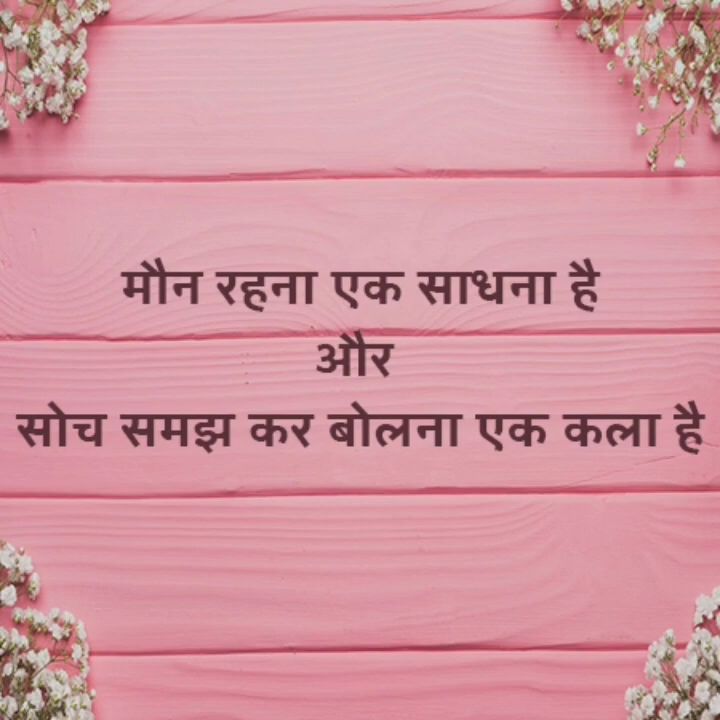 मौन रहना एक साधना है
और
सोच समझ कर बोलना एक कला है